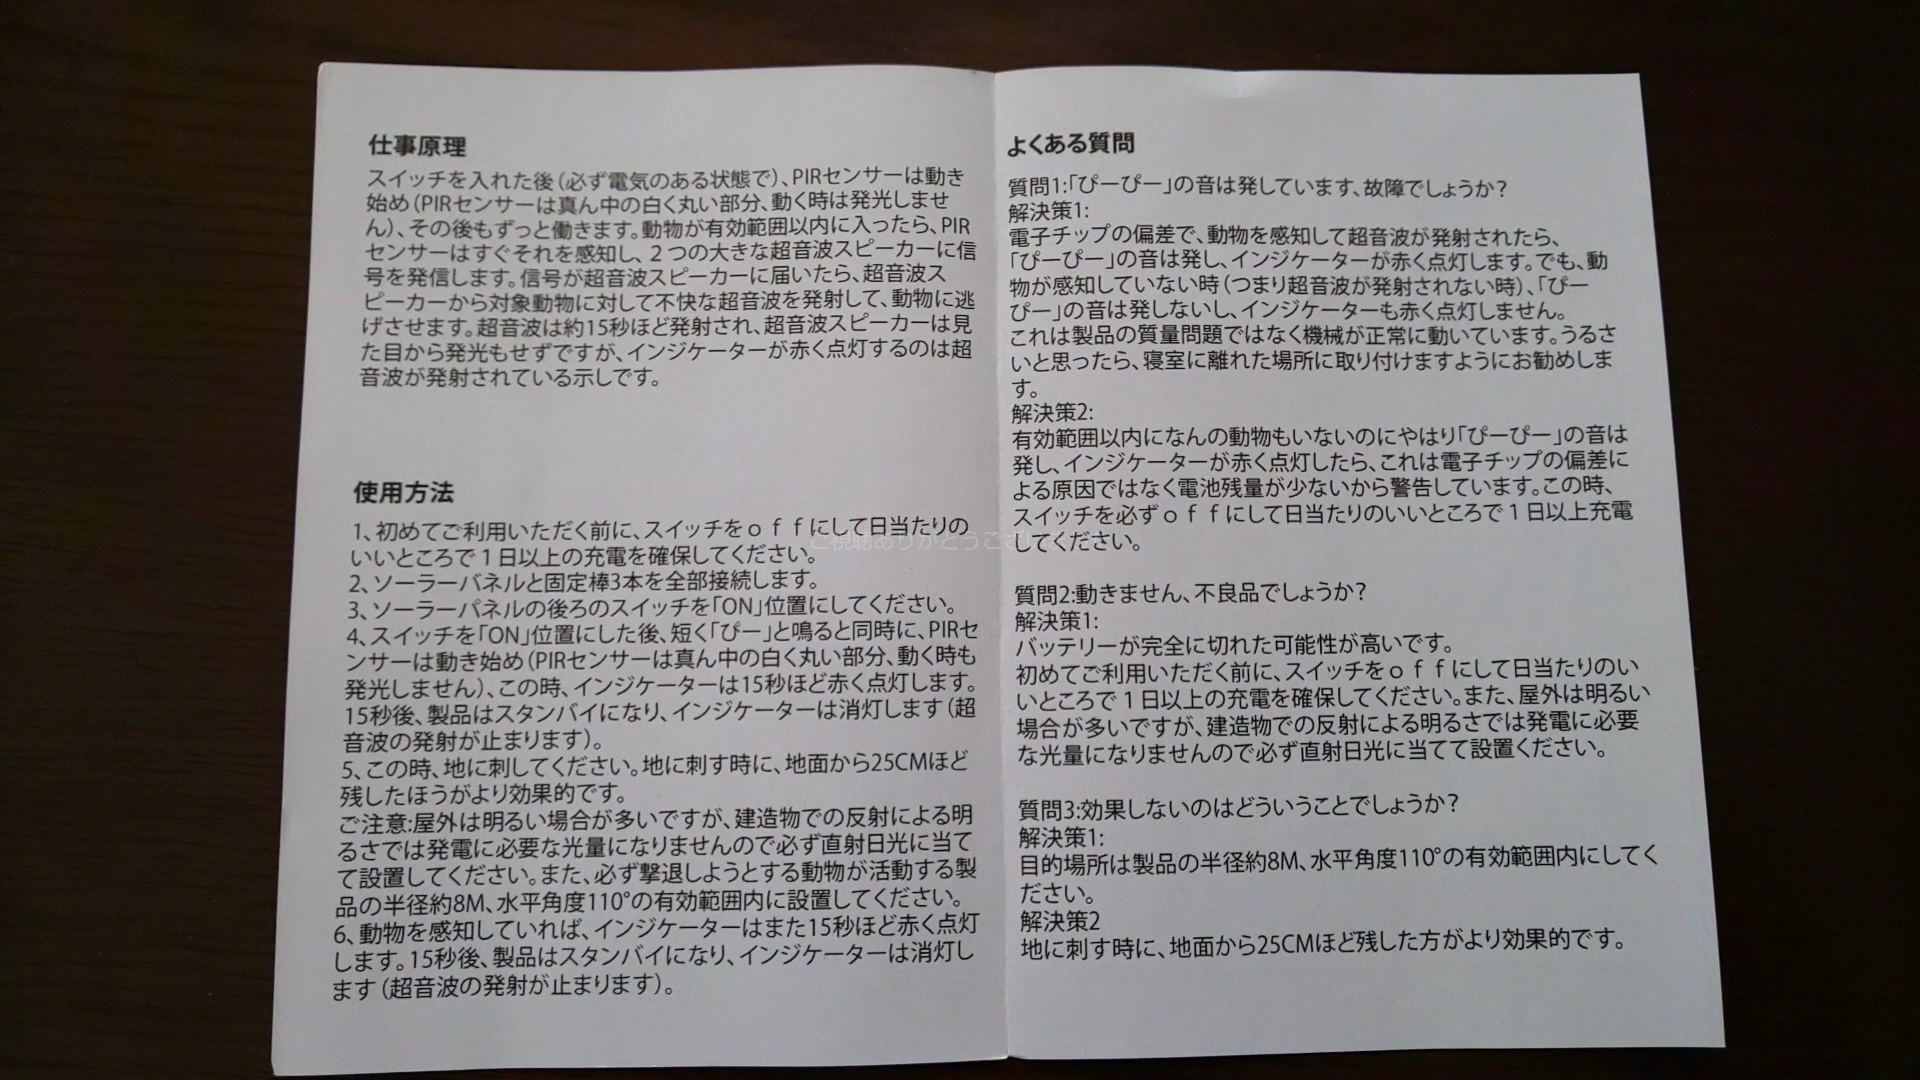 仕事原理
スイッチを入れた後(必ず電気のある状態で)、PIRセンサーは動き
始め(PIRセンサーは真ん中の白く丸い部分、動く時は発光しませ
ん)、その後もずっと働きます。動物が有効範囲以内に入ったら、PIR
センサーはすぐそれを感知し、２つの大きな超音波スピーカーに信
号を発信します。信号が超音波スピーカーに届いたら、超音波ス
ピーカーから対象動物に対して不快な超音波を発射して、動物に逃
げさせます。超音波は約15秒ほど発射され、超音波スピーカーは見
た目から発光もせずですが、インジケーターが赤く点灯するのは超
音波が発射されている示しです。
使用方法
1、初めてご利用いただく前に、スイッチをｏｆｆにして日当たりの
いいところで１日以上の充電を確保してください。
2、ソーラーバネルと固定棒3本を全部接続します。
3、ソーラーパネルの後ろのスイッチを「ON」位置にしてください。
4、スイッチを「ON」位置にした後、短く「ぴー」と鳴ると同時に、PIRセ
ンサーは動き始め(PIRセンサーは真ん中の白く丸い部分、動く時も
発光しません)、この時、インジケーターは15秒ほど赤く点灯します。
15秒後、製品はスタンバイになり、インジケーターは消灯します(超
音波の発射が止まります)。
5、この時、地に刺してください。地に刺す時に、地面から25CMほど
残したほうがより効果的です。
ご注意:屋外は明るい場合が多いですが、建造物での反射による明
るさでは発電に必要な光量になりませんので必ず直射日光に当て
て設置してください。また、必ず撃退しようとする動物が活動する製
品の半径約8M、水平角度110°の有効範囲内に設置してください。
6、動物を感知していれば、インジケーターはまた15秒ほど赤く点灯
します。15秒後、製品はスタンバイになり、インジケーターは消灯し
ます(超音波の発射が止まります)。
よくある質問
質問1:「ぴーぴー」の音は発しています、故障でしょうか?
解決策1:
電子チップの偏差で、動物を感知して超音波が発射されたら、
「ぴーぴー」の音は発し、インジケーターが赤く点灯します。でも、動
物が感知していない時(つまり超音波が発射されない時)、「ぴー
ぴー」の音は発しないし、インジケーターも赤く点灯しません。
これは製品の質量問題ではなく機械が正常に動いています。うるさ
いと思ったら、寝室に離れた場所に取り付けますようにお勧めしま
す。
解決策2:
有効範囲以内になんの動物もいないのにやはり「ぴーぴー」の音は
発し、インジケーターが赤く点灯したら、これは電子チップの偏差に
よる原因ではなく電池残量が少ないから警告しています。この時、
スイッチを必ずｏｆｆにして日当たりのいいところで１日以上充電
してください。
質問2:動きません、不良品でしょうか?
解決策1:
バッテリーが完全に切れた可能性が高いです。
初めてご利用いただく前に、スイッチをｏｆｆにして日当たりのい
いところで１日以上の充電を確保してください。また、屋外は明るい
場合が多いですが、建造物での反射による明るさでは発電に必要
な光量になりませんので必ず直射日光に当てて設置ください。
質問3:効果しないのはどういうことでしょうか?
解決策1:
目的場所は製品の半径約8M、水平角度110°の有効範囲内にしてく
ださい。
解決策2
地に刺す時に、地面から25CMほど残した方がより効果的です。
ご視聴ありがとうござい